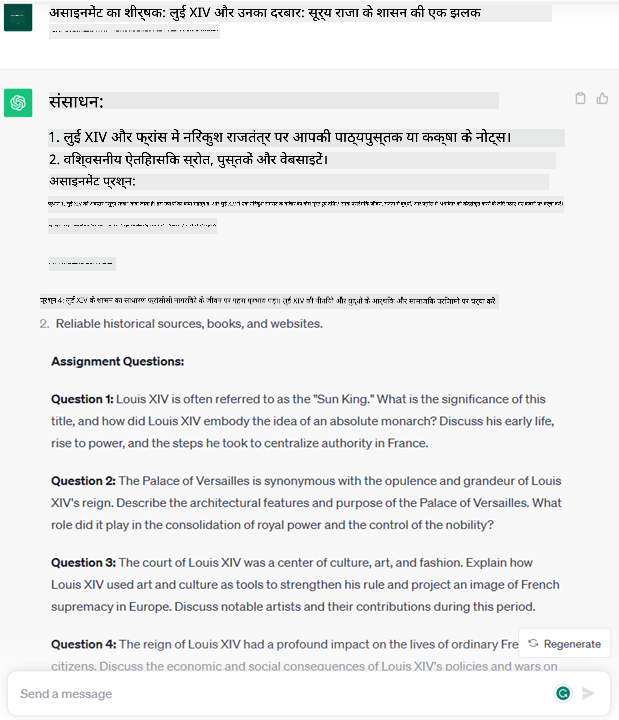 असाइनमेंट का शीर्षक: लुई XIV और उनका दरबार: सूर्य राजा के शासन की एक झलक
संसाधन:
1. लुई XIV और फ्रांस में निरंकुश राजतंत्र पर आपकी पाठ्यपुस्तक या कक्षा के नोट्स।
2. विश्वसनीय ऐतिहासिक स्रोत, पुस्तकें और वेबसाइटें।
असाइनमेंट प्रश्न:
प्रश्न 4: लुई XIV के शासन का साधारण फ्रांसीसी नागरिकों के जीवन पर गहरा प्रभाव पड़ा। लुई XIV की नीतियों और युद्धों के आर्थिक और सामाजिक परिणामों पर चर्चा करें
2. Reliable historical sources, books, and websites.
Assignment Questions:
Question 1: Louis XIV is often referred to as the "Sun King." What is the significance of this
title, and how did Louis XIV embody the idea of an absolute monarch? Discuss his early life,
rise to power, and the steps he took to centralize authority in France.
Question 2: The Palace of Versailles is synonymous with the opulence and grandeur of Louis
XIV's reign. Describe the architectural features and purpose of the Palace of Versailles. What
role did it play in the consolidation of royal power and the control of the nobility?
Question 3: The court of Louis XIV was a center of culture, art, and fashion. Explain how
Louis XIV used art and culture as tools to strengthen his rule and project an image of French
supremacy in Europe. Discuss notable artists and their contributions during this period.
Question 4: The reign of Louis XIV had a profound impact on the lives of ordinary Fre
Regenerate
citizens. Discuss the economic and social consequences of Louis XIV's policies and wars on
Send a message